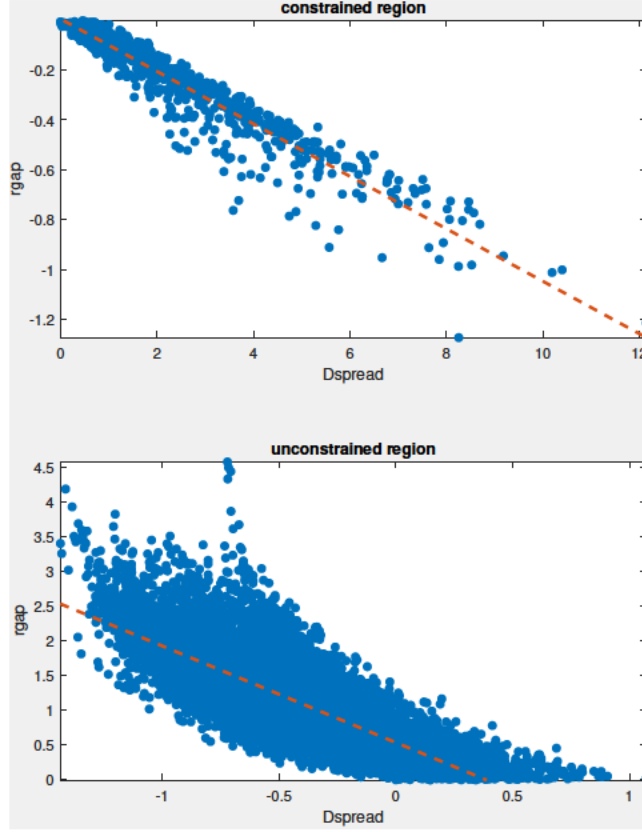 constrained region
-0.2
-0.4
-0.6
-0.8
-1
-1.2
rgap
0 2 4 6 8 10 12
Dspread
unconstrained region
4.5
4
3.5
3
2.5
2
1.5
1
0.5
0
rgap
-1 -0.5 0 0.5 1
Dspread